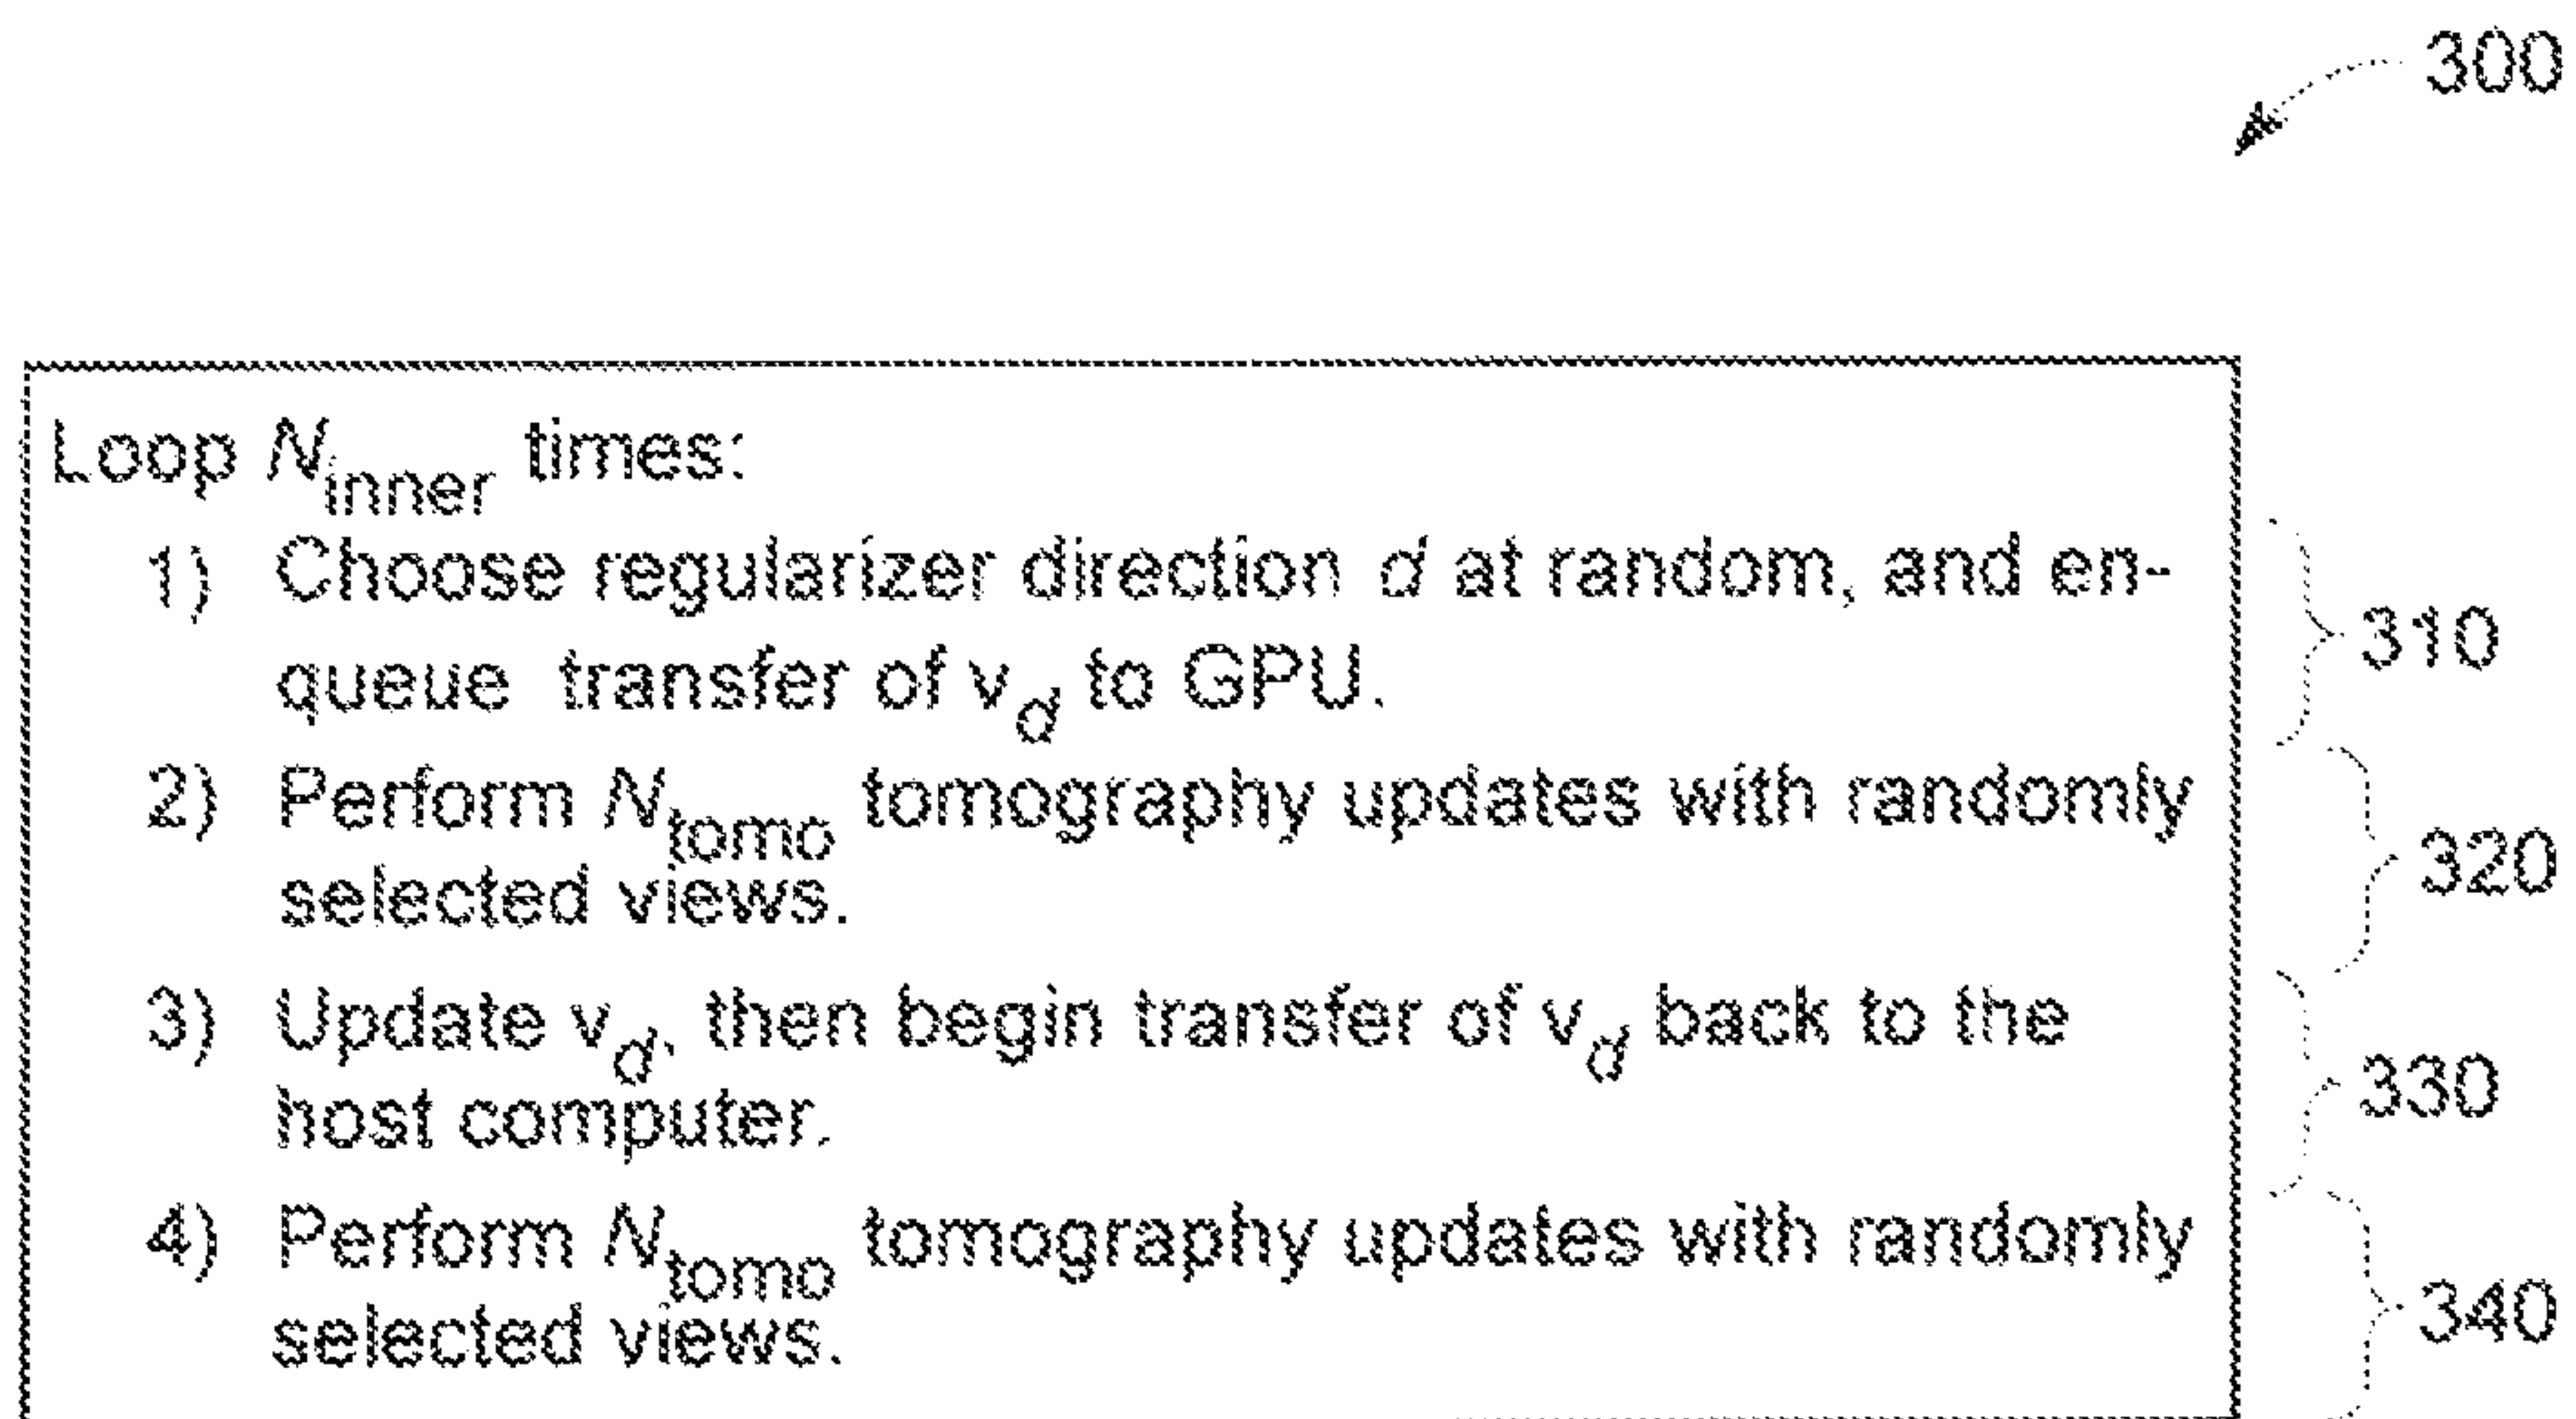 300
Loop N_inner times:
1) Choose regularizer direction d at random, and en-
queue transfer of v_d to GPU.
310
2) Perform N_tomo tomography updates with randomly
selected views.
320
3) Update v_d, then begin transfer of v_d back to the
host computer.
330
4) Perform N_tomo tomography updates with randomly
selected views.
340